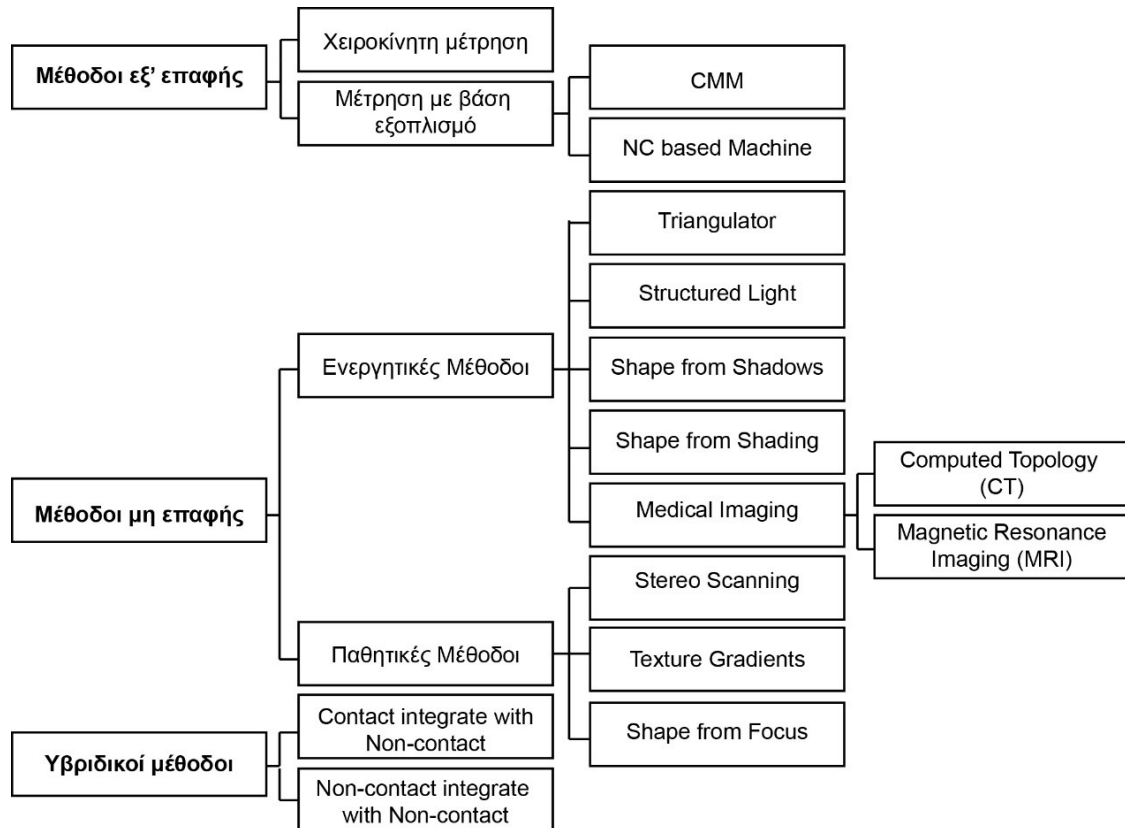 Μέθοδοι εξ’ επαφής
Χειροκίνητη μέτρηση
Μέτρηση με βάση
εξοπλισμό
CMM
NC based Machine
Μέθοδοι μη επαφής
Ενεργητικές Μέθοδοι
Triangulator
Structured Light
Shape from Shadows
Shape from Shading
Medical Imaging
Computed Topology
(CT)
Magnetic Resonance
Imaging (MRI)
Παθητικές Μέθοδοι
Stereo Scanning
Texture Gradients
Shape from Focus
Υβριδικοί μέθοδοι
Contact integrate with
Non-contact
Non-contact integrate
with Non-contact